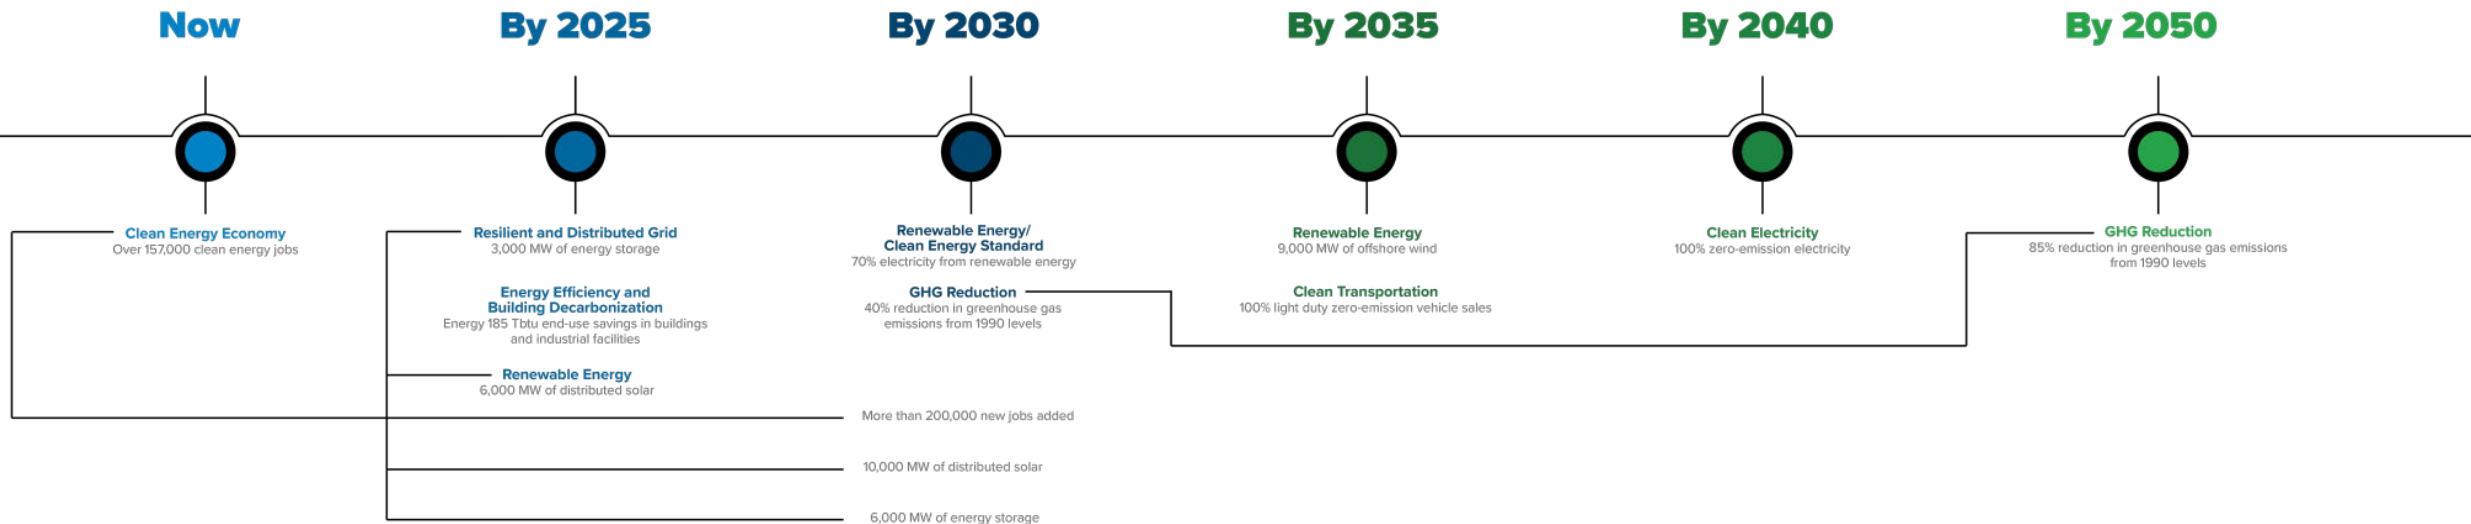 Now
By 2025
By 2030
By 2035
By 2040
By 2050
Clean Energy Economy
Over 157,000 clean energy jobs
Resilient and Distributed Grid
3,000 MW of energy storage
Energy Efficiency and
Building Decarbonization
Energy 185 Tbtu end-use savings in buildings
and industrial facilities
Renewable Energy
6,000 MW of distributed solar
Renewable Energy/
Clean Energy Standard
70% electricity from renewable energy
GHG Reduction
40% reduction in greenhouse gas
emissions from 1990 levels
More than 200,000 new jobs added
10,000 MW of distributed solar
6,000 MW of energy storage
Renewable Energy
9,000 MW of offshore wind
Clean Transportation
100% light duty zero-emission vehicle sales
Clean Electricity
100% zero-emission electricity
GHG Reduction
85% reduction in greenhouse gas emissions
from 1990 levels